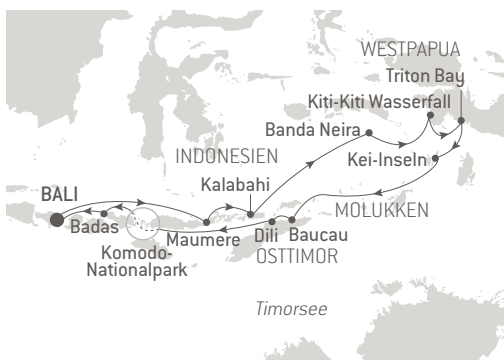 WESTPAPUA
Triton Bay
Kiti-Kiti Wasserfall
Banda Neira
INDONESIEN
Kei-Inseln
Kalabahi
BALI
MOLUKKEN
Badas
Maumere
Dili
Baucau
Komodo-
Nationalpark
OSTTIMOR
Timorsee